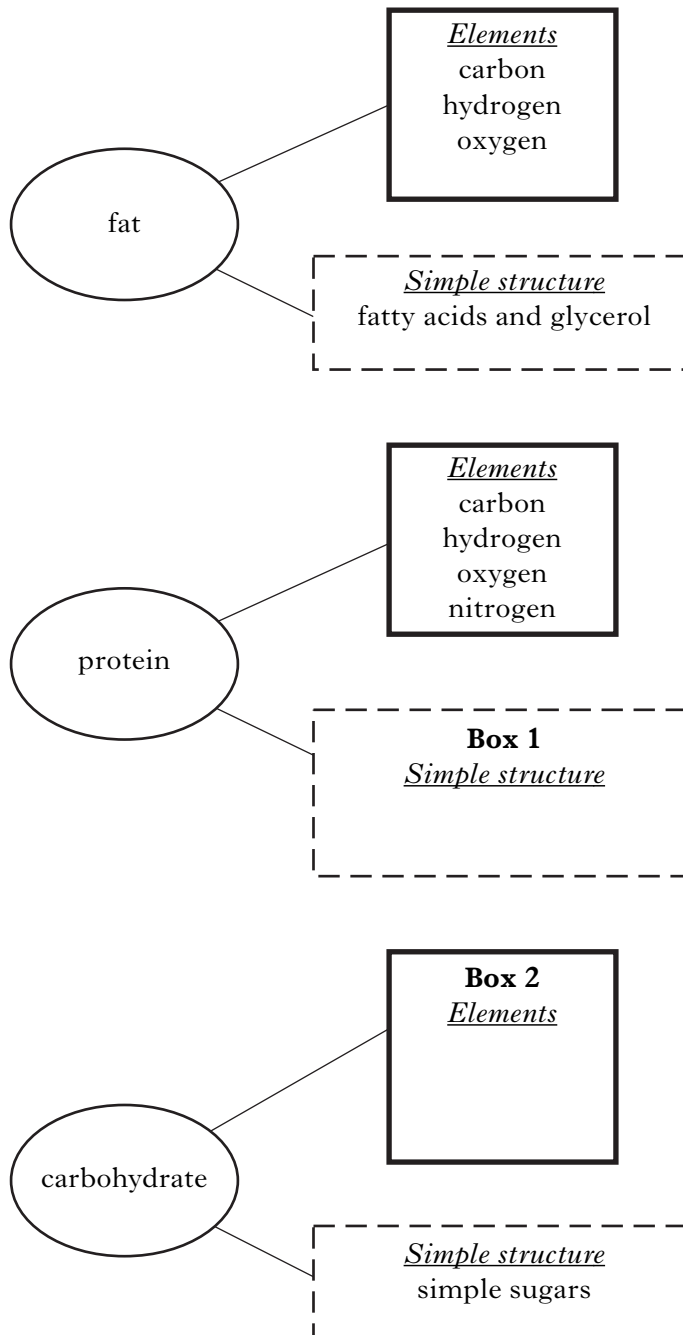 Elements
carbon
hydrogen
oxygen
fat
Simple structure
fatty acids and glycerol
Elements
carbon
hydrogen
oxygen
nitrogen
protein
Box 1
Simple structure
Box 2
Elements
carbohydrate
Simple structure
simple sugars